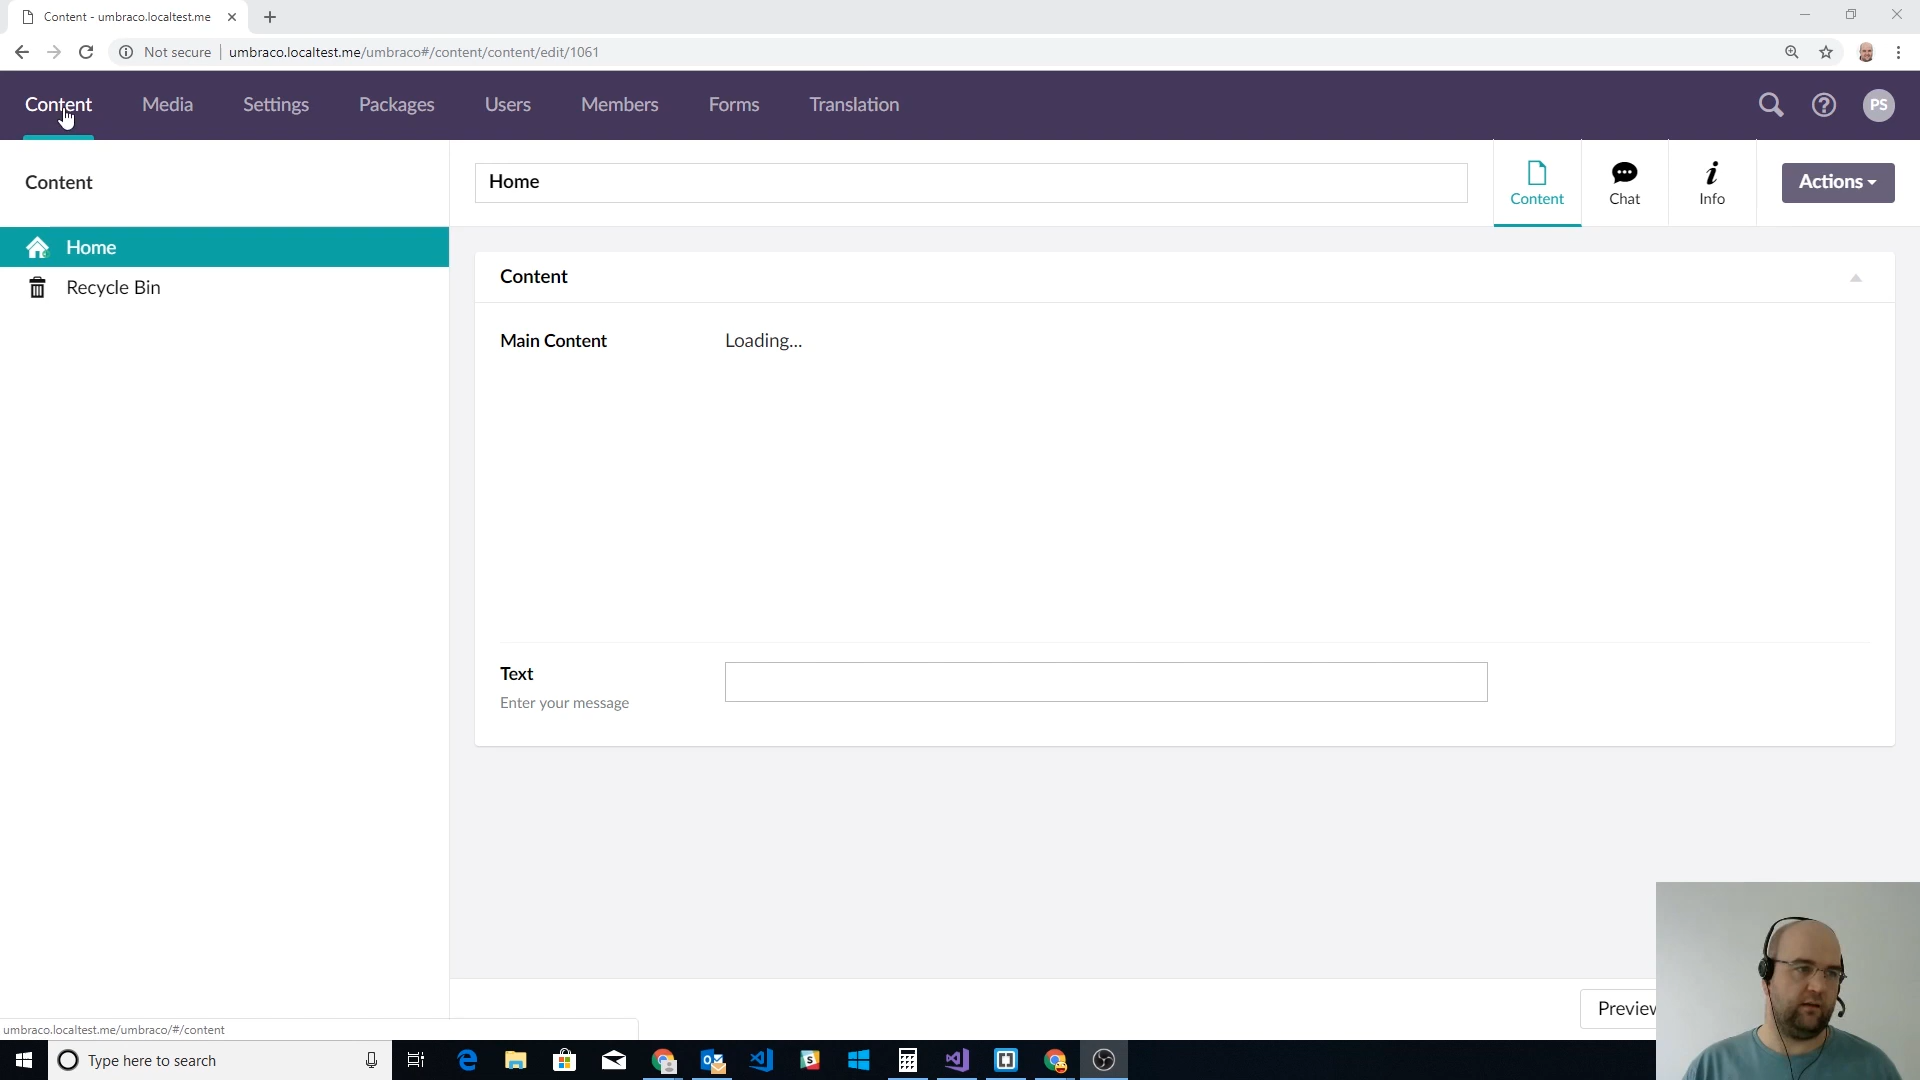 Content - umbraco.localtest.me
Not secure
umbraco.localtest.me/umbraco#/content/content/edit/1061
Content Media Settings Packages Users Members Forms Translation
PS
Content
Home
Content
Chat
Info
Actions
Home
Recycle Bin
Content
Main Content
Loading...
Text
Enter your message
Preview
umbraco.localtest.me/umbraco/#/content
Type here to search